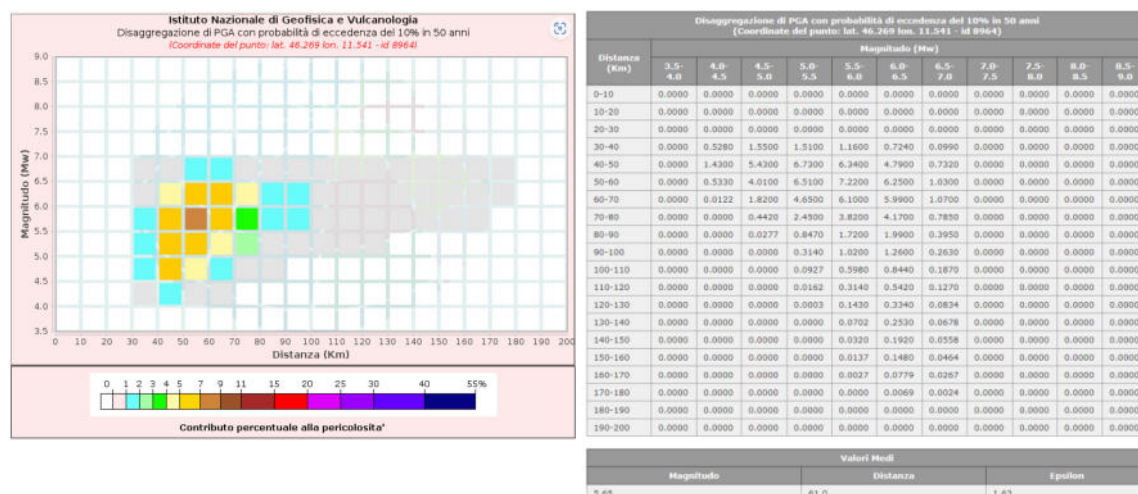 Istituto Nazionale di Geofisica e Vulcanologia
Disaggregazione di PGA con probabilità di eccedenza del 10% in 50 anni
(Coordinate del punto: lat. 46.269 lon. 11.541 - id 8964)
Magnitudo (Mw)
9.0
8.5
8.0
7.5
7.0
6.5
6.0
5.5
5.0
4.5
4.0
3.5
0 10 20 30 40 50 60 70 80 90 100 110 120 130 140 150 160 170 180 190 200
Distanza (Km)
0 1 2 3 4 5 7 9 11 15 20 25 30 40 55%
Contributo percentuale alla pericolosita'
Disaggregazione di PGA con probabilità di eccedenza del 10% in 50 anni
(Coordinate del punto: lat. 46.269 lon. 11.541 - id 8964)
Distanza (Km) Magnitudo (Mw)
3.5-4.0 4.0-4.5 4.5-5.0 5.0-5.5 5.5-6.0 6.0-6.5 6.5-7.0 7.0-7.5 7.5-8.0 8.0-8.5 8.5-9.0
0-10 0.0000 0.0000 0.0000 0.0000 0.0000 0.0000 0.0000 0.0000 0.0000 0.0000 0.0000
10-20 0.0000 0.0000 0.0000 0.0000 0.0000 0.0000 0.0000 0.0000 0.0000 0.0000 0.0000
20-30 0.0000 0.0000 0.0000 0.0000 0.0000 0.0000 0.0000 0.0000 0.0000 0.0000 0.0000
30-40 0.0000 0.5280 1.5500 1.5100 1.1600 0.7240 0.0990 0.0000 0.0000 0.0000 0.0000
40-50 0.0000 1.4300 5.4300 6.7300 6.3400 4.7900 0.7320 0.0000 0.0000 0.0000 0.0000
50-60 0.0000 0.5330 4.0100 6.5100 7.2200 6.2500 1.0300 0.0000 0.0000 0.0000 0.0000
60-70 0.0000 0.0122 1.8200 4.6500 6.1000 5.9900 1.0700 0.0000 0.0000 0.0000 0.0000
70-80 0.0000 0.0000 0.4420 2.4500 3.8200 4.1700 0.7850 0.0000 0.0000 0.0000 0.0000
80-90 0.0000 0.0000 0.0277 0.8470 1.7200 1.9900 0.3950 0.0000 0.0000 0.0000 0.0000
90-100 0.0000 0.0000 0.0000 0.3140 1.0200 1.2600 0.2630 0.0000 0.0000 0.0000 0.0000
100-110 0.0000 0.0000 0.0000 0.0927 0.5980 0.8440 0.1870 0.0000 0.0000 0.0000 0.0000
110-120 0.0000 0.0000 0.0000 0.0162 0.3140 0.5420 0.1270 0.0000 0.0000 0.0000 0.0000
120-130 0.0000 0.0000 0.0000 0.0003 0.1430 0.3340 0.0834 0.0000 0.0000 0.0000 0.0000
130-140 0.0000 0.0000 0.0000 0.0000 0.0702 0.2530 0.0678 0.0000 0.0000 0.0000 0.0000
140-150 0.0000 0.0000 0.0000 0.0000 0.0320 0.1920 0.0558 0.0000 0.0000 0.0000 0.0000
150-160 0.0000 0.0000 0.0000 0.0000 0.0137 0.1480 0.0464 0.0000 0.0000 0.0000 0.0000
160-170 0.0000 0.0000 0.0000 0.0000 0.0027 0.0779 0.0267 0.0000 0.0000 0.0000 0.0000
170-180 0.0000 0.0000 0.0000 0.0000 0.0000 0.0069 0.0024 0.0000 0.0000 0.0000 0.0000
180-190 0.0000 0.0000 0.0000 0.0000 0.0000 0.0000 0.0000 0.0000 0.0000 0.0000 0.0000
190-200 0.0000 0.0000 0.0000 0.0000 0.0000 0.0000 0.0000 0.0000 0.0000 0.0000 0.0000
Valori Medi
Magnitudo Distanza Epsilon
5.65 61.0 1.62